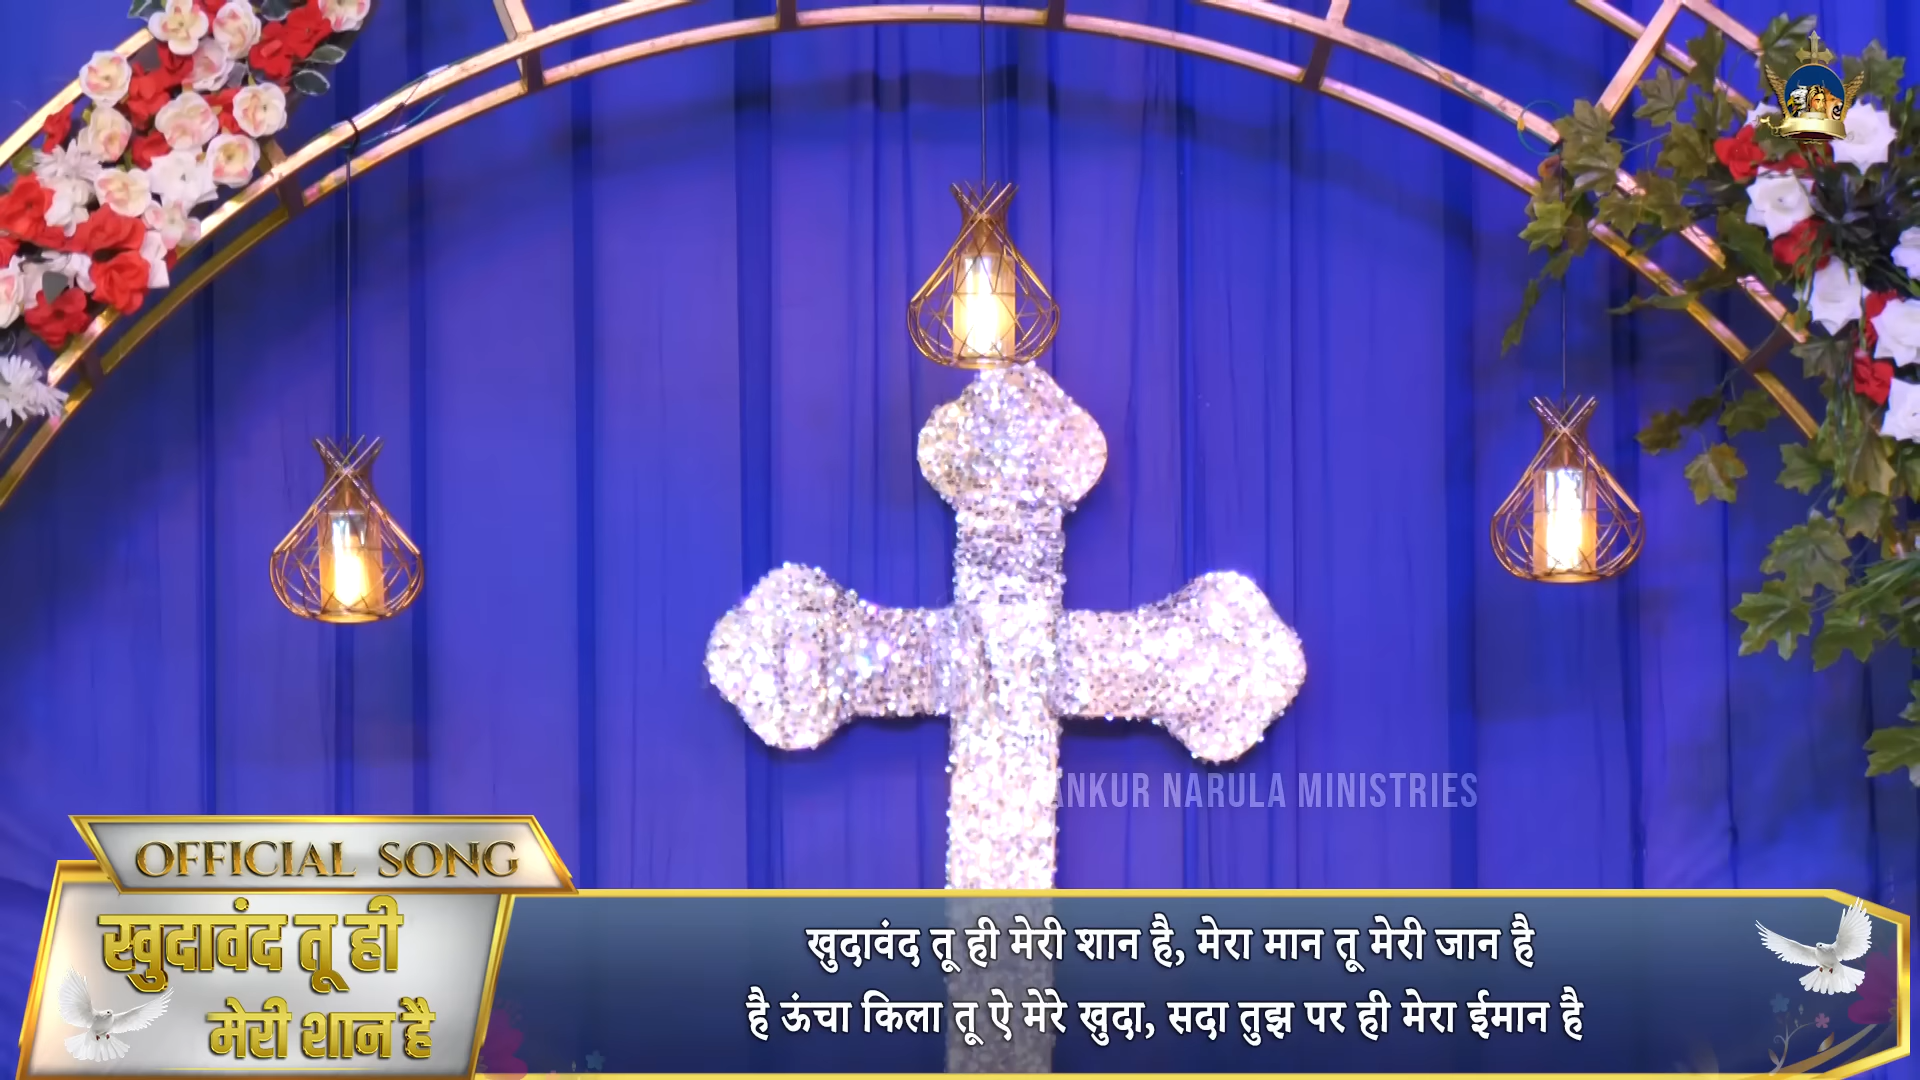 ANKUR NARULA MINISTRIES
OFFICIAL SONG
खुदावंद तू ही
मेरी शान है
खुदावंद तू ही मेरी शान है, मेरा मान तू मेरी जान है
है ऊंचा किला तू ऐ मेरे खुदा, सदा तुझ पर ही मेरा ईमान है